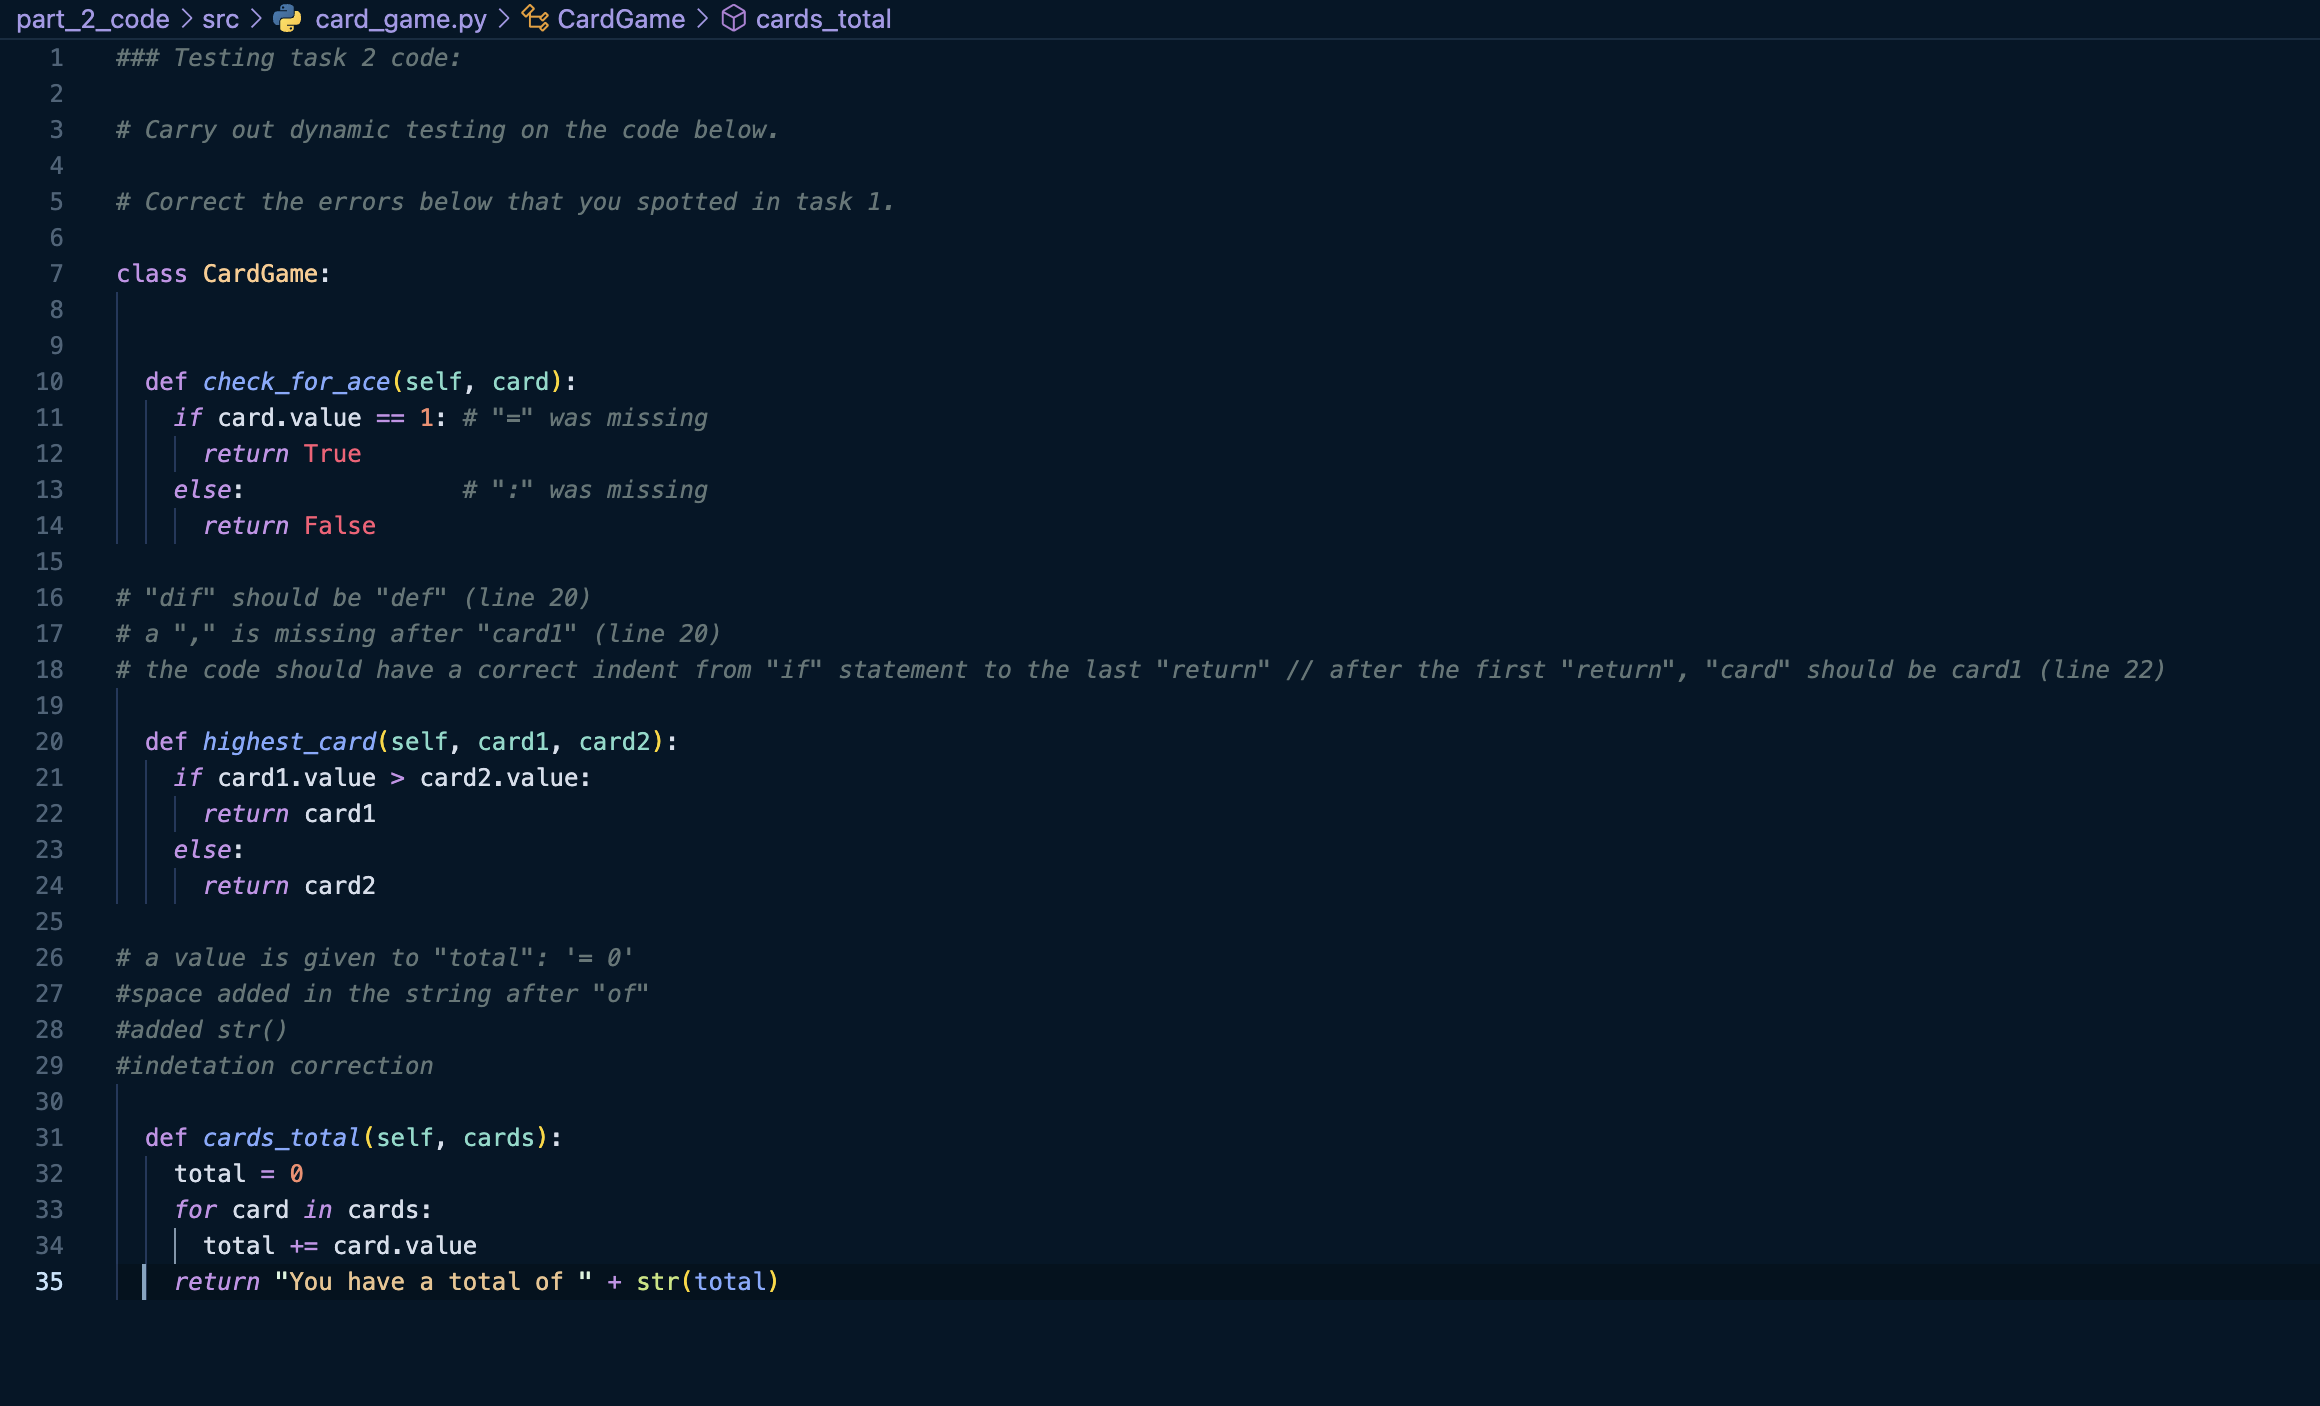 part_2_code > src > card_game.py > CardGame > cards_total
1 ### Testing task 2 code:
2
3 # Carry out dynamic testing on the code below.
4
5 # Correct the errors below that you spotted in task 1.
6
7 class CardGame:
8
9
10 def check_for_ace(self, card):
11 if card.value == 1: # "=" was missing
12 return True
13 else: # ":" was missing
14 return False
15
16 # "dif" should be "def" (line 20)
17 # a "," is missing after "card1" (line 20)
18 # the code should have a correct indent from "if" statement to the last "return" // after the first "return", "card" should be card1 (line 22)
19
20 def highest_card(self, card1, card2):
21 if card1.value > card2.value:
22 return card1
23 else:
24 return card2
25
26 # a value is given to "total": '= 0'
27 #space added in the string after "of"
28 #added str()
29 #indetation correction
30
31 def cards_total(self, cards):
32 total = 0
33 for card in cards:
34 total += card.value
35 return "You have a total of " + str(total)